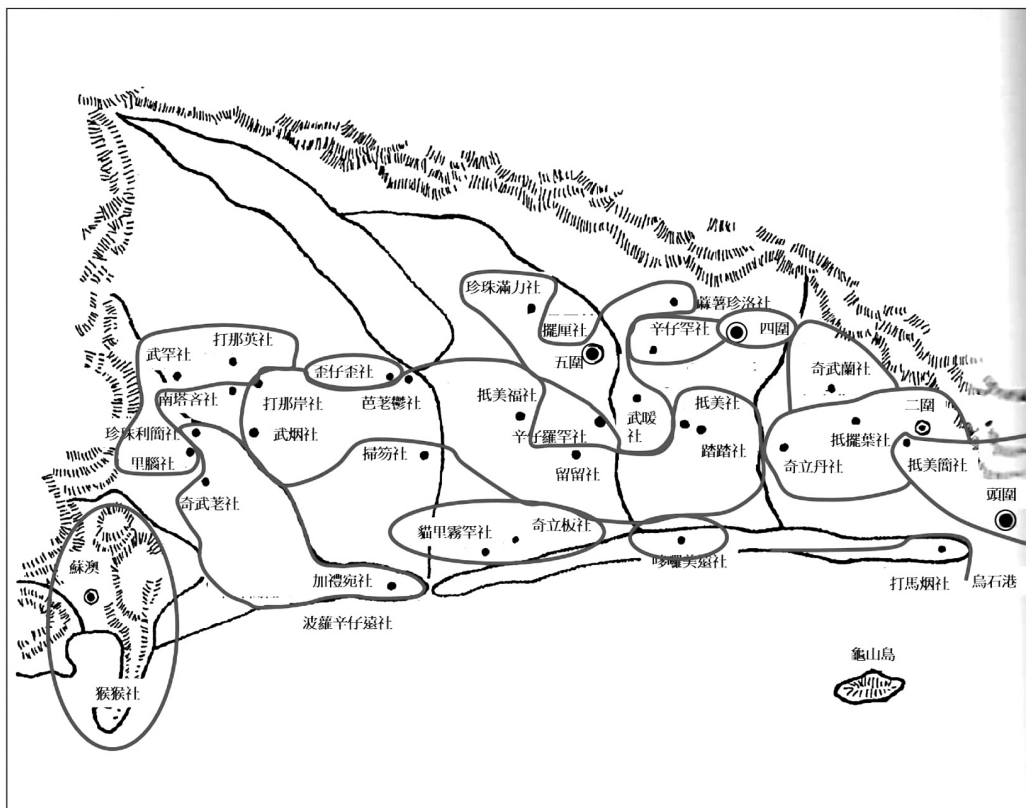 珍珠滿力社
蔴薯珍洛社
擺厘社
辛仔罕社
四圍
打那英社
武罕社
五圍
歪仔歪社
奇武蘭社
南塔吝社
打那岸社
芭荖鬱社
抵美福社
武暖
社
抵美社
二圍
珍珠利簡社
武烟社
辛仔羅罕社
抵擺葉社
甲腦社
掃笏社
留留社
踏踏社
奇立丹社
抵美簡社
奇武荖社
頭圍
貓里霧罕社
奇立板社
蘇澳
加禮宛社
哆囉美遠社
打馬烟社
烏石港
波羅辛仔遠社
龜山島
猴猴社